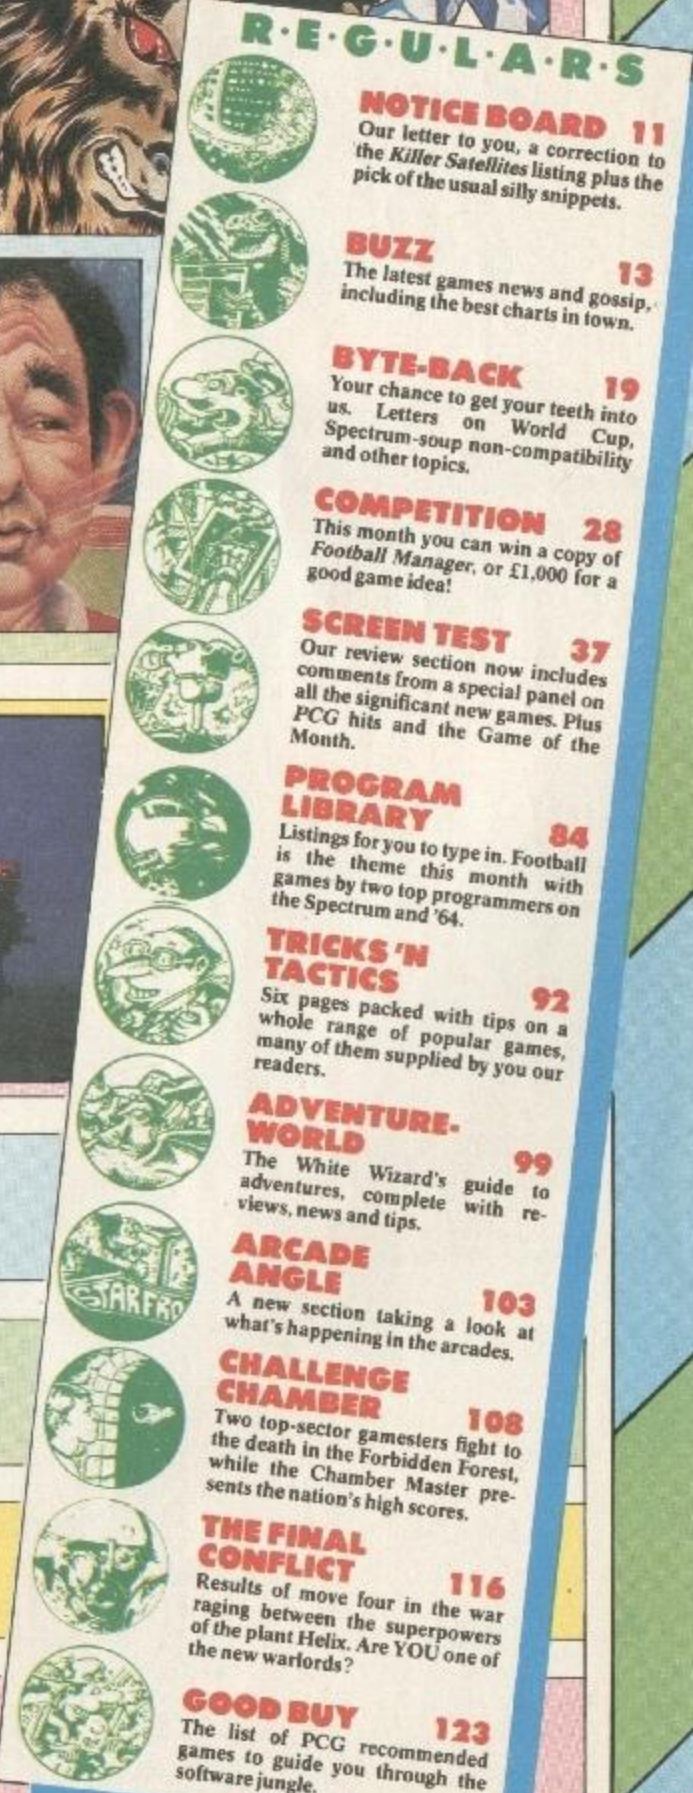 R·E·G·U·L·A·R·S
NOTICE BOARD 11
Our letter to you, a correction to
the Killer Satellites listing plus the
pick of the usual silly snippets.
BUZZ 13
The latest games news and gossip,
including the best charts in town.
BYTE-BACK 19
Your chance to get your teeth into
us. Letters on World Cup,
Spectrum-soup non-compatibility
and other topics.
COMPETITION 28
This month you can win a copy of
Football Manager, or £1,000 for a
good game idea!
SCREEN TEST 37
Our review section now includes
comments from a special panel on
all the significant new games. Plus
PCG hits and the Game of the
Month.
PROGRAM
LIBRARY 84
Listings for you to type in. Football
is the theme this month with
games by two top programmers on
the Spectrum and '64.
TRICKS 'N
TACTICS 92
Six pages packed with tips on a
whole range of popular games,
many of them supplied by you our
readers.
ADVENTURE-
WORLD 99
The White Wizard's guide to
adventures, complete with re-
views, news and tips.
STARFRO
ARCADE
ANGLE 103
A new section taking a look at
what's happening in the arcades.
CHALLENGE
CHAMBER 108
Two top-sector gamesters fight to
the death in the Forbidden Forest,
while the Chamber Master pre-
sents the nation's high scores.
THE FINAL
CONFLICT 116
Results of move four in the war
raging between the superpowers
of the plant Helix. Are YOU one of
the new warlords?
GOOD BUY 123
The list of PCG recommended
games to guide you through the
software jungle.